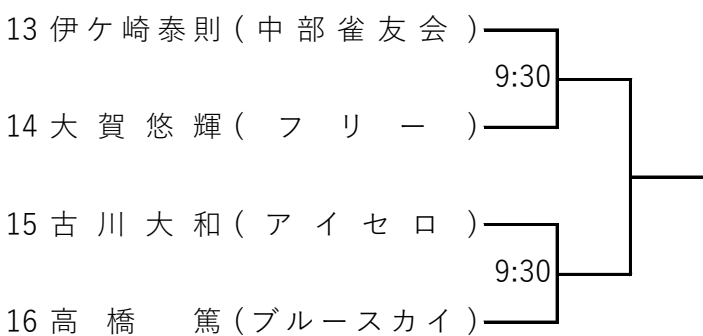 13 伊ケ崎泰則(中部雀友会)
9:30
14 大賀悠輝(フリー)
15 古川大和(アイセロ)
9:30
16 高橋篤(ブルースカイ)